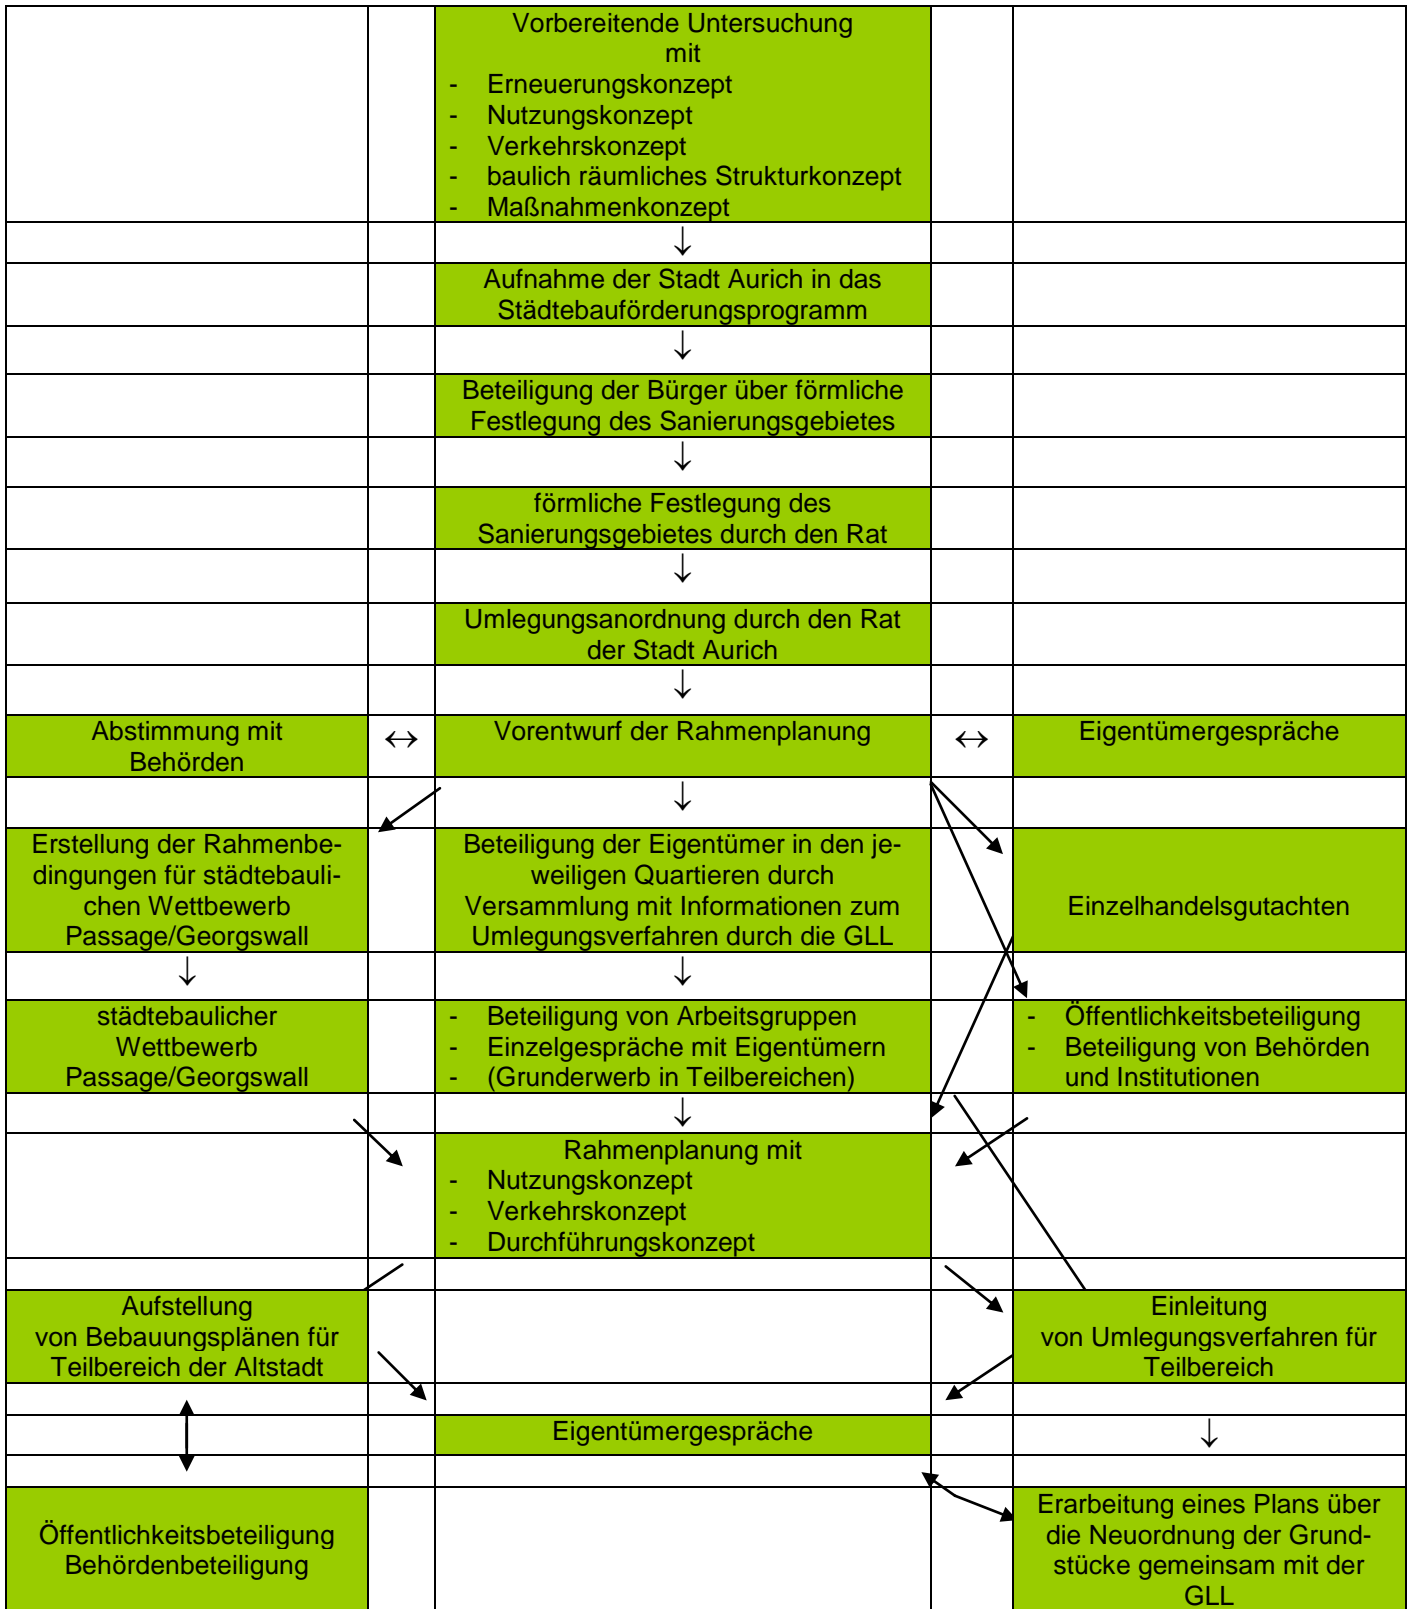 Vorbereitende Untersuchung
mit
- Erneuerungskonzept
- Nutzungskonzept
- Verkehrskonzept
- baulich räumliches Strukturkonzept
- Maßnahmenkonzept
↓
Aufnahme der Stadt Aurich in das
Städtebauförderungsprogramm
↓
Beteiligung der Bürger über förmliche
Festlegung des Sanierungsgebietes
↓
förmliche Festlegung des
Sanierungsgebietes durch den Rat
↓
Umlegungsanordnung durch den Rat
der Stadt Aurich
↓
Abstimmung mit
Behörden
↔
Vorentwurf der Rahmenplanung
↔
Eigentümergespräche
↓
Erstellung der Rahmenbe-
dingungen für städtebauli-
chen Wettbewerb
Passage/Georgswall
Beteiligung der Eigentümer in den je-
weiligen Quartieren durch
Versammlung mit Informationen zum
Umlegungsverfahren durch die GLL
Einzelhandelsgutachten
↓
↓
städtebaulicher
Wettbewerb
Passage/Georgswall
- Beteiligung von Arbeitsgruppen
- Einzelgespräche mit Eigentümern
- (Grunderwerb in Teilbereichen)
- Öffentlichkeitsbeteiligung
- Beteiligung von Behörden
und Institutionen
↓
Rahmenplanung mit
- Nutzungskonzept
- Verkehrskonzept
- Durchführungskonzept
Aufstellung
von Bebauungsplänen für
Teilbereich der Altstadt
Einleitung
von Umlegungsverfahren für
Teilbereich
Eigentümergespräche
↓
Öffentlichkeitsbeteiligung
Behördenbeteiligung
Erarbeitung eines Plans über
die Neuordnung der Grund-
stücke gemeinsam mit der
GLL